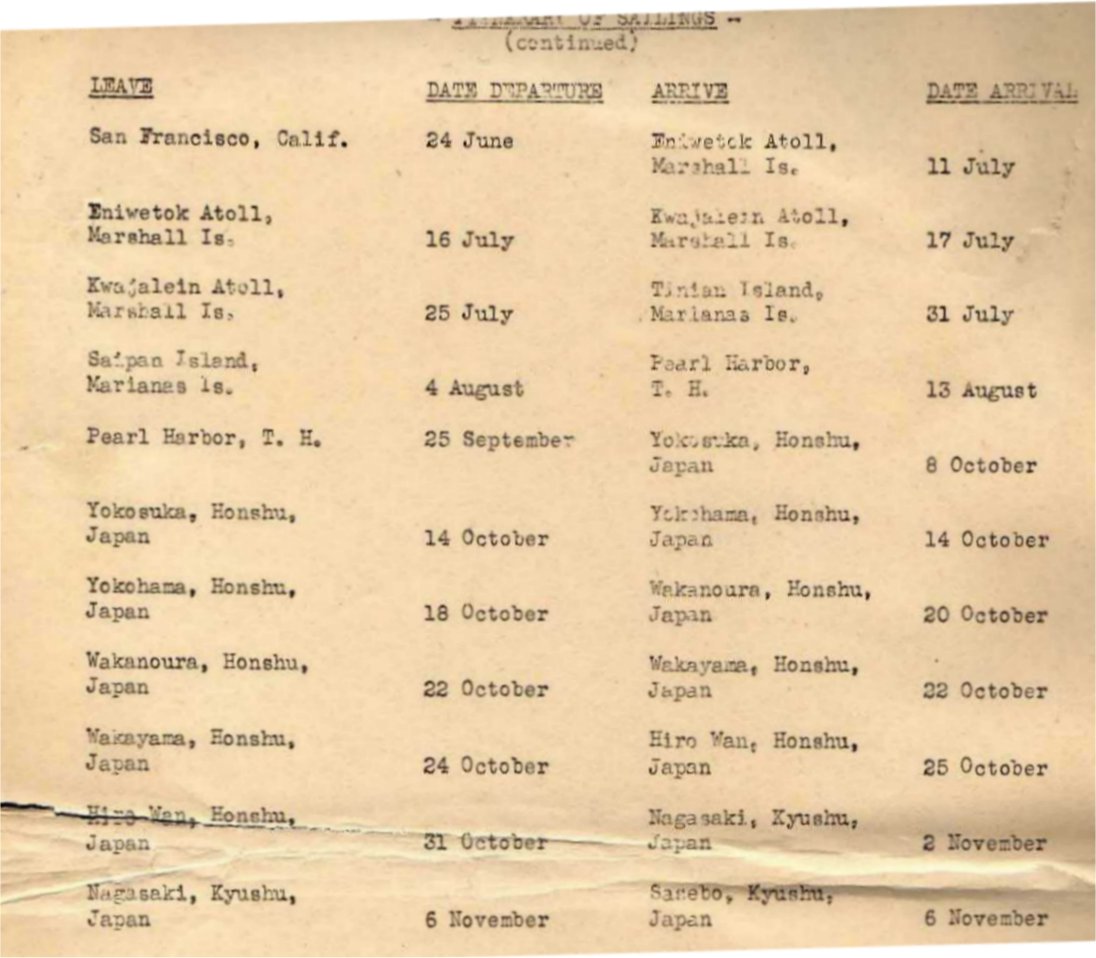 - ITINERARY OF SAILINGS -
(continued)
LEAVE DATE DEPARTURE ARRIVE DATE ARRIVAL
San Francisco, Calif. 24 June Eniwetok Atoll,
Marshall Is. 11 July
Eniwetok Atoll, Kwajalein Atoll,
Marshall Is. 16 July Marshall Is. 17 July
Kwajalein Atoll, Tinian Island,
Marshall Is. 25 July Marianas Is. 31 July
Saipan Island, Pearl Harbor,
Marianas Is. 4 August T. H. 13 August
Pearl Harbor, T. H. 25 September Yokosuka, Honshu,
Japan 8 October
Yokosuka, Honshu, Yokohama, Honshu,
Japan 14 October Japan 14 October
Yokohama, Honshu, Wakanoura, Honshu,
Japan 18 October Japan 20 October
Wakanoura, Honshu, Wakayama, Honshu,
Japan 22 October Japan 22 October
Wakayama, Honshu, Hiro Wan, Honshu,
Japan 24 October Japan 25 October
Hiro Wan, Honshu, Nagasaki, Kyushu,
Japan 31 October Japan 2 November
Nagasaki, Kyushu, Sasebo, Kyushu,
Japan 6 November Japan 6 November